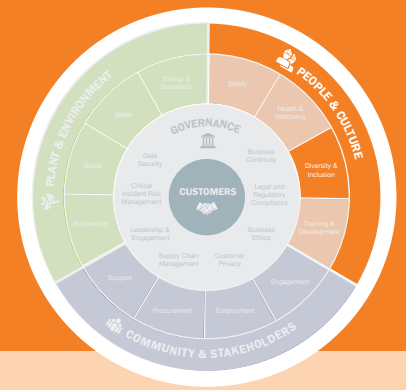 PLANT & ENVIRONMENT
Energy &
Emissions
Water
Waste
Biodiversity
PEOPLE & CULTURE
Safety
Health &
Wellbeing
Diversity &
Inclusion
Training &
Development
GOVERNANCE
Data
Security
Business
Continuity
Critical
Incident Risk
Management
Legal and
Regulatory
Compliance
Leadership &
Engagement
Business
Ethics
Supply Chain
Management
Customer
Privacy
CUSTOMERS
Support
Procurement
Employment
Engagement
COMMUNITY & STAKEHOLDERS